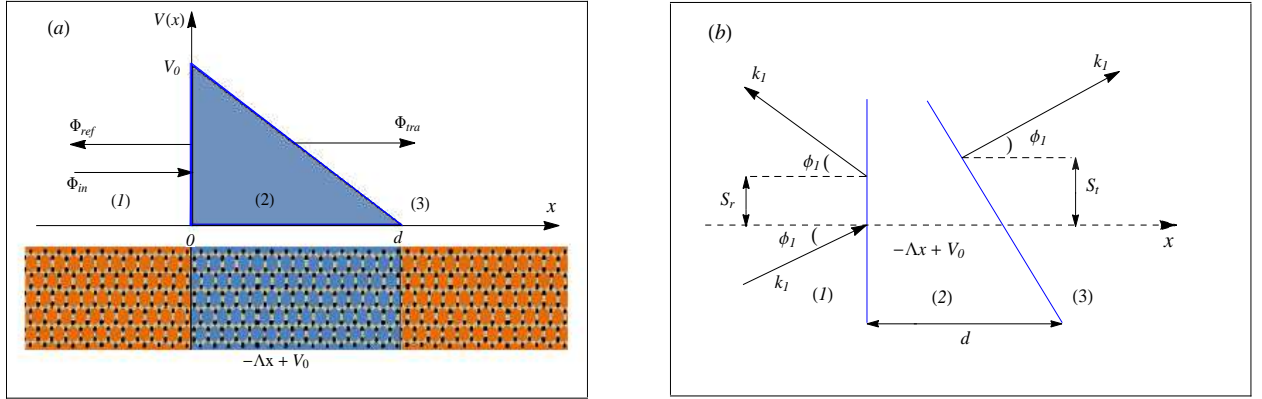 (a)
V(x)
V₀
Φref
Φtra
Φin
(1)
(2)
(3)
x
0
d
−Λx + V₀
(b)
k₁
k₁
ϕ₁
ϕ₁
Sᵣ
Sₜ
ϕ₁
x
−Λx + V₀
k₁
(1)
(2)
(3)
d